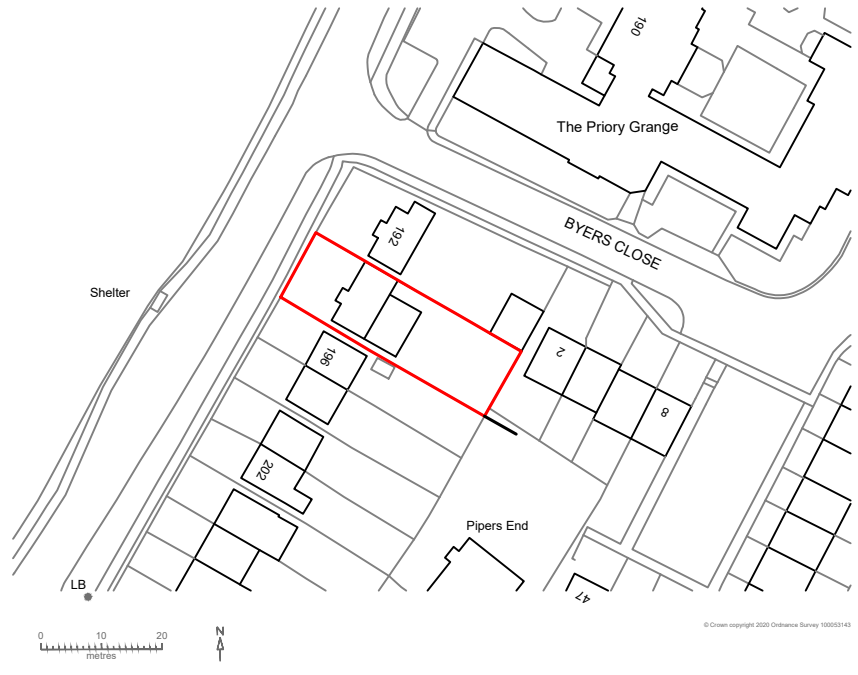 190
The Priory Grange
192
BYERS CLOSE
Shelter
196
2
8
202
Pipers End
LB
47
0 10 20
metres
N
© Crown copyright 2020 Ordnance Survey 100053143